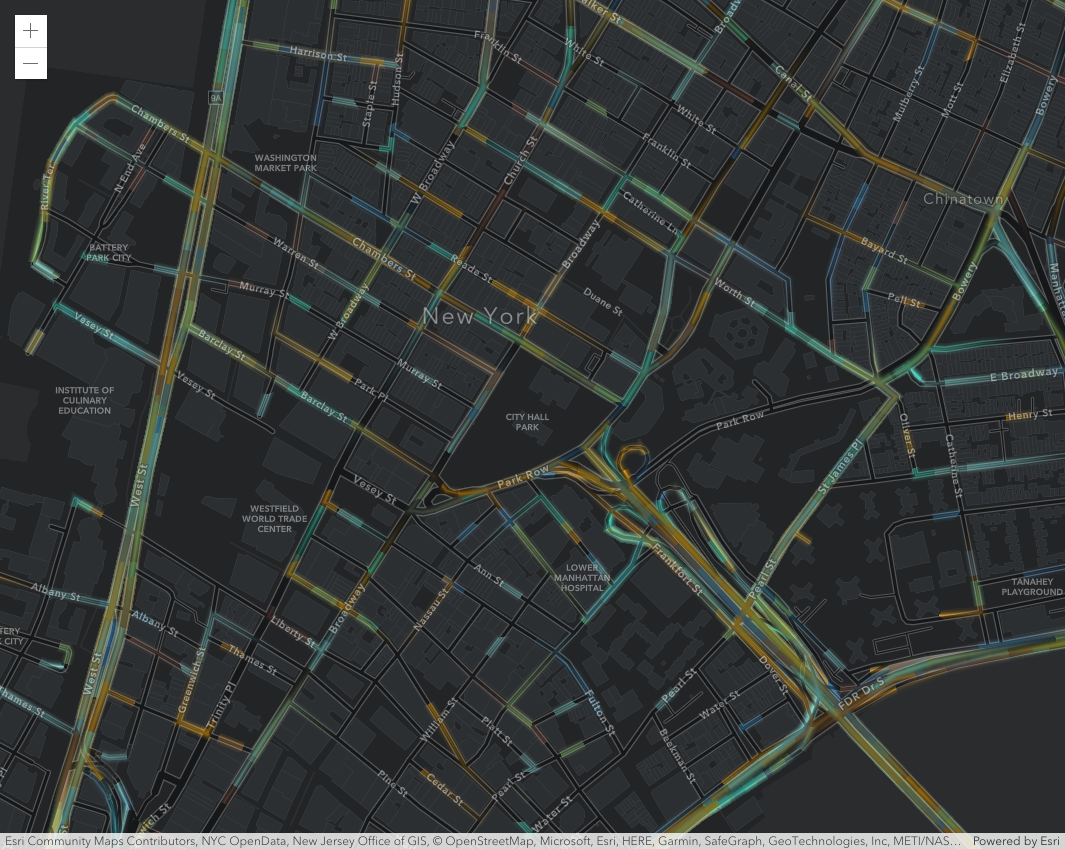 +
Walker St
Franklin St
Broadw
Harrison St
White St
Elizabeth St
Hudson St
Canal St
Mulberry St
Staple St
Mott St
Bowery
9A
Chambers St
White St
Church St
W Broadway
Franklin St
WASHINGTON
MARKET PARK
N End Ave
River Ter
Chinatown
Catherine Ln
BATTERY
PARK CITY
Warren St
Chambers St
Broadway
Bayard St
Reade St
Bowery
Murray St
Worth St
Duane St
Pell St
Manhatta
W Broadway
New York
Vesey St
Barclay St
Murray St
Vesey St
Park Pl
E Broadway
INSTITUTE OF
CULINARY
EDUCATION
Barclay St
CITY HALL
PARK
Park Row
Henry St
Oliver St
Catherine St
St James Pl
Park Row
West St
Vesey St
WESTFIELD
WORLD TRADE
CENTER
Ann St
LOWER
MANHATTAN
HOSPITAL
Frankfort St
Pearl St
TANAHEY
PLAYGROUND
Albany St
Albany St
Broadway
Nassau St
Liberty St
TERY
K CITY
Thames St
West St
Greenwich St
Pearl St
Dover St
FDR Dr S
Thames St
Trinity Pl
William St
Platt St
Fulton St
Water St
Beekman St
Pine St
Cedar St
Pearl St
Water St
wich St
St
Pl
Esri Community Maps Contributors, NYC OpenData, New Jersey Office of GIS, © OpenStreetMap, Microsoft, Esri, HERE, Garmin, SafeGraph, GeoTechnologies, Inc, METI/NAS… Powered by Esri